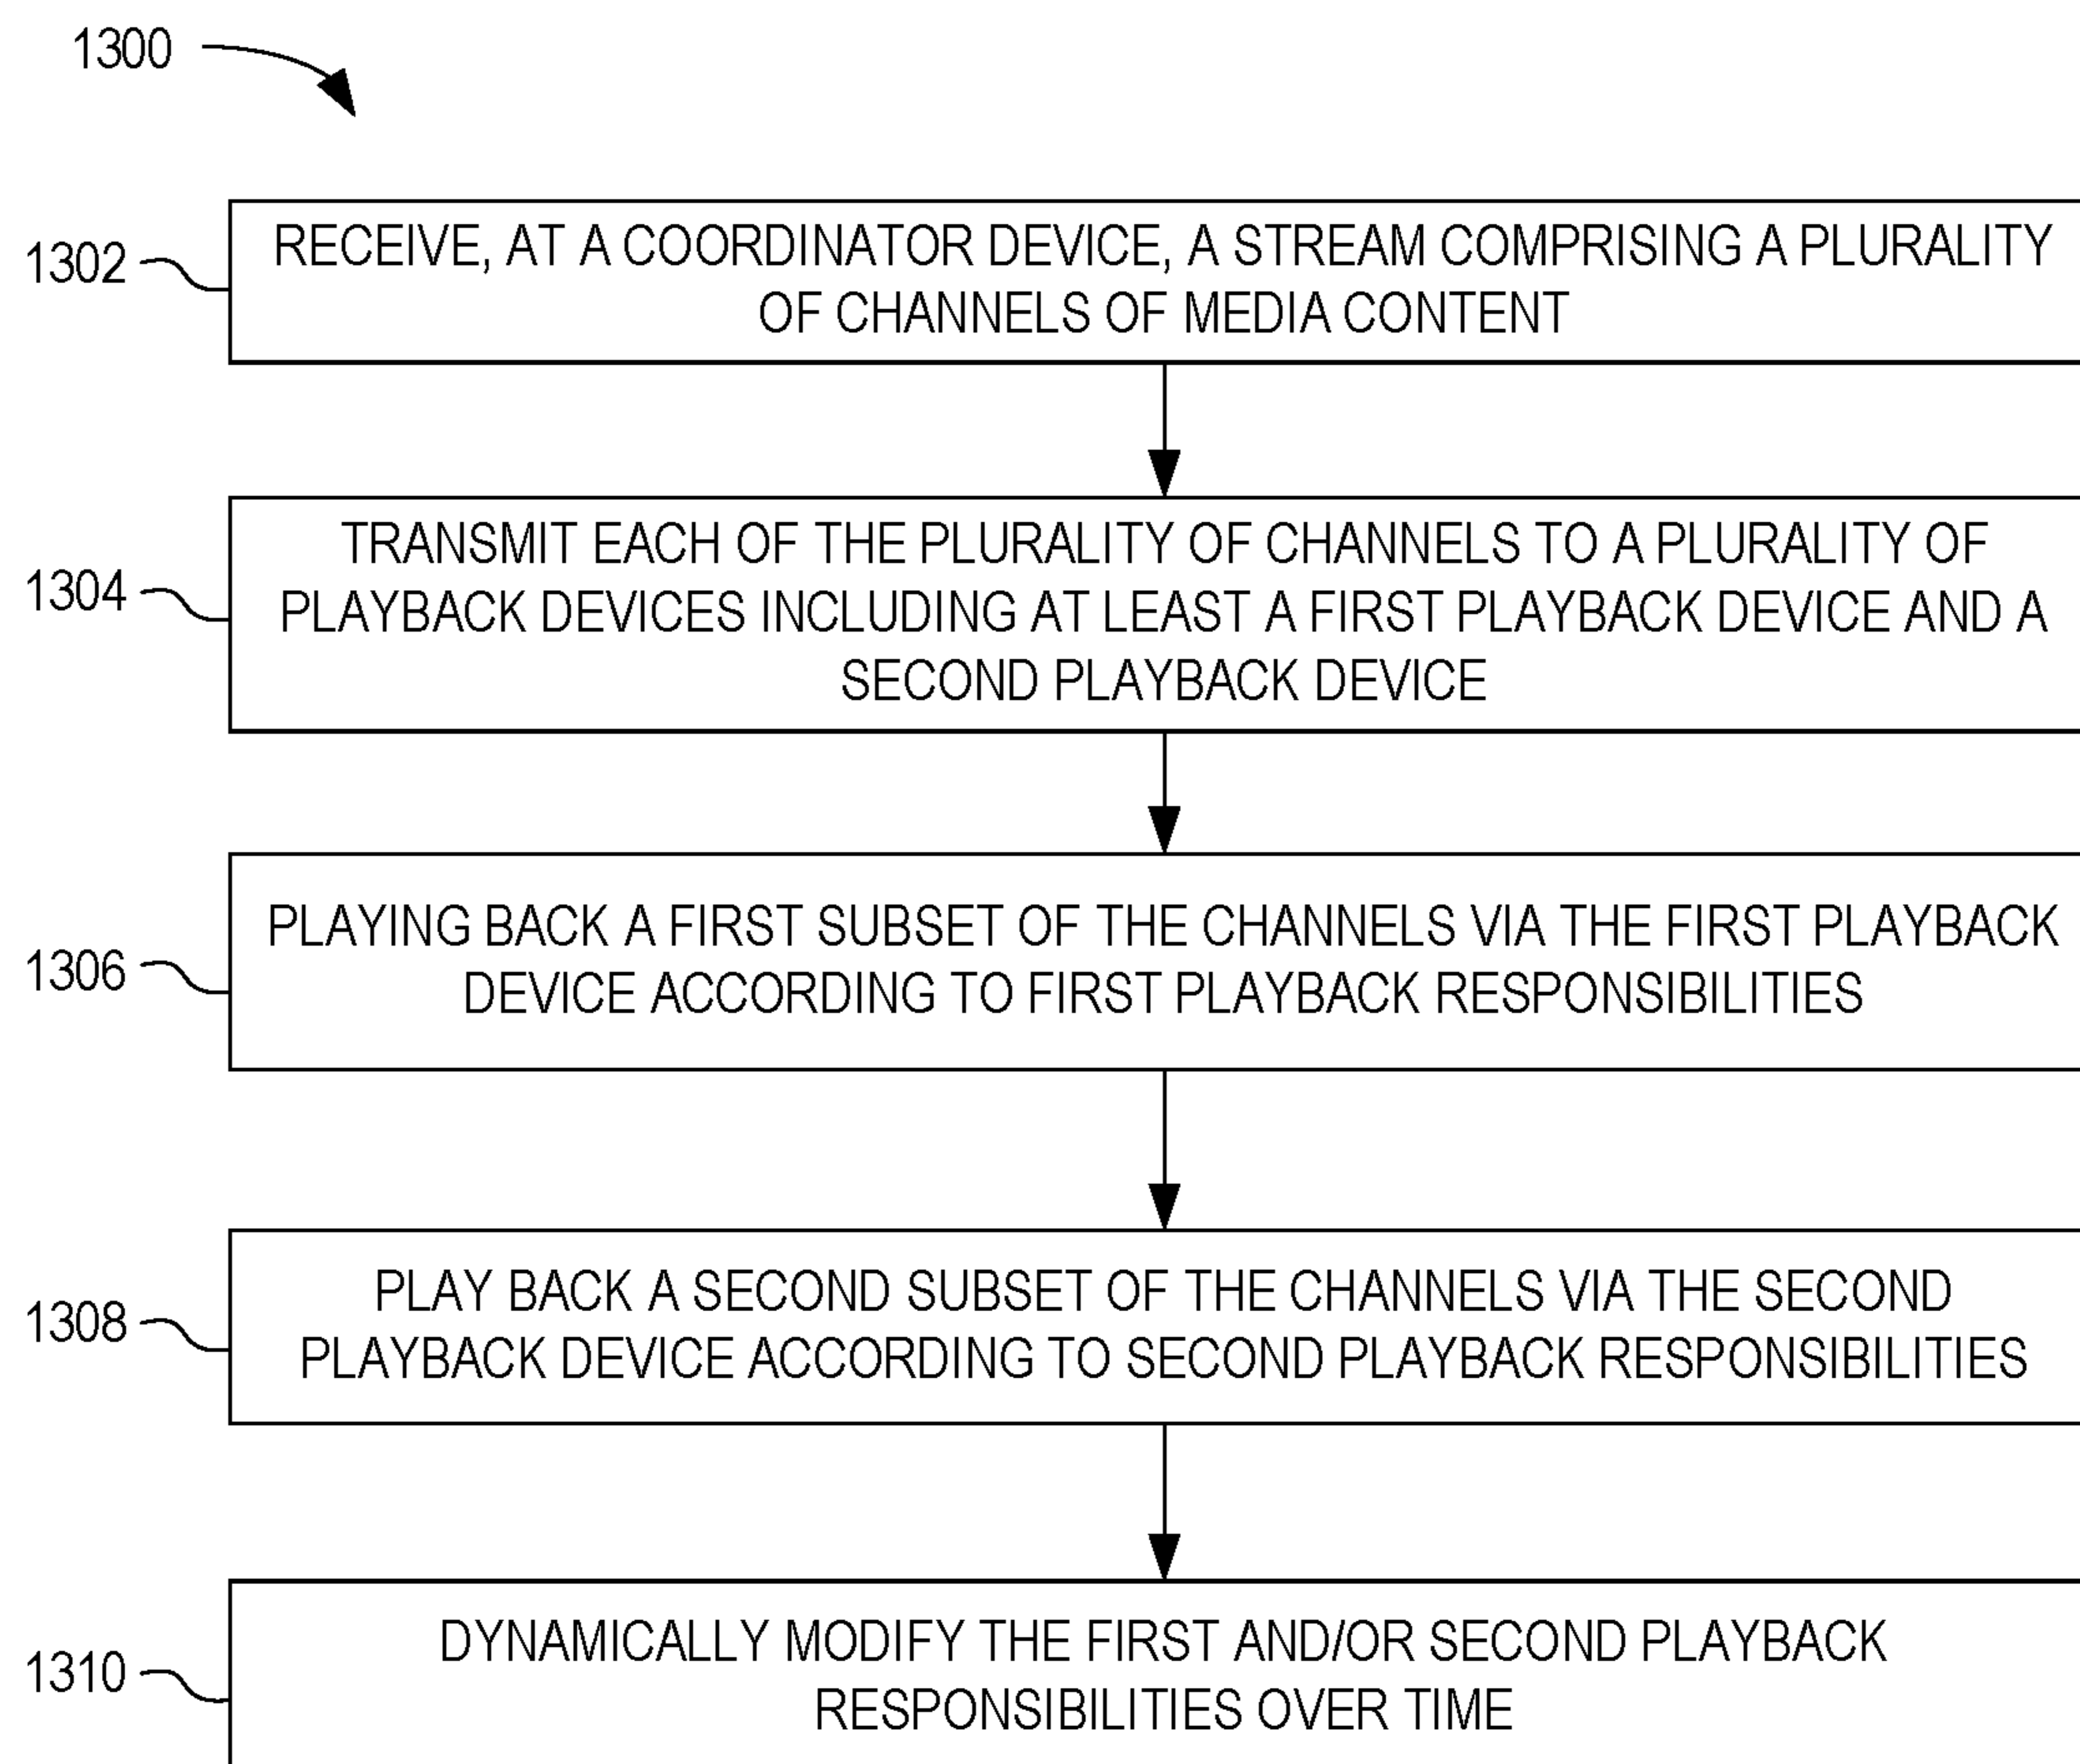 1300
1302
RECEIVE, AT A COORDINATOR DEVICE, A STREAM COMPRISING A PLURALITY
OF CHANNELS OF MEDIA CONTENT
1304
TRANSMIT EACH OF THE PLURALITY OF CHANNELS TO A PLURALITY OF
PLAYBACK DEVICES INCLUDING AT LEAST A FIRST PLAYBACK DEVICE AND A
SECOND PLAYBACK DEVICE
1306
PLAYING BACK A FIRST SUBSET OF THE CHANNELS VIA THE FIRST PLAYBACK
DEVICE ACCORDING TO FIRST PLAYBACK RESPONSIBILITIES
1308
PLAY BACK A SECOND SUBSET OF THE CHANNELS VIA THE SECOND
PLAYBACK DEVICE ACCORDING TO SECOND PLAYBACK RESPONSIBILITIES
1310
DYNAMICALLY MODIFY THE FIRST AND/OR SECOND PLAYBACK
RESPONSIBILITIES OVER TIME